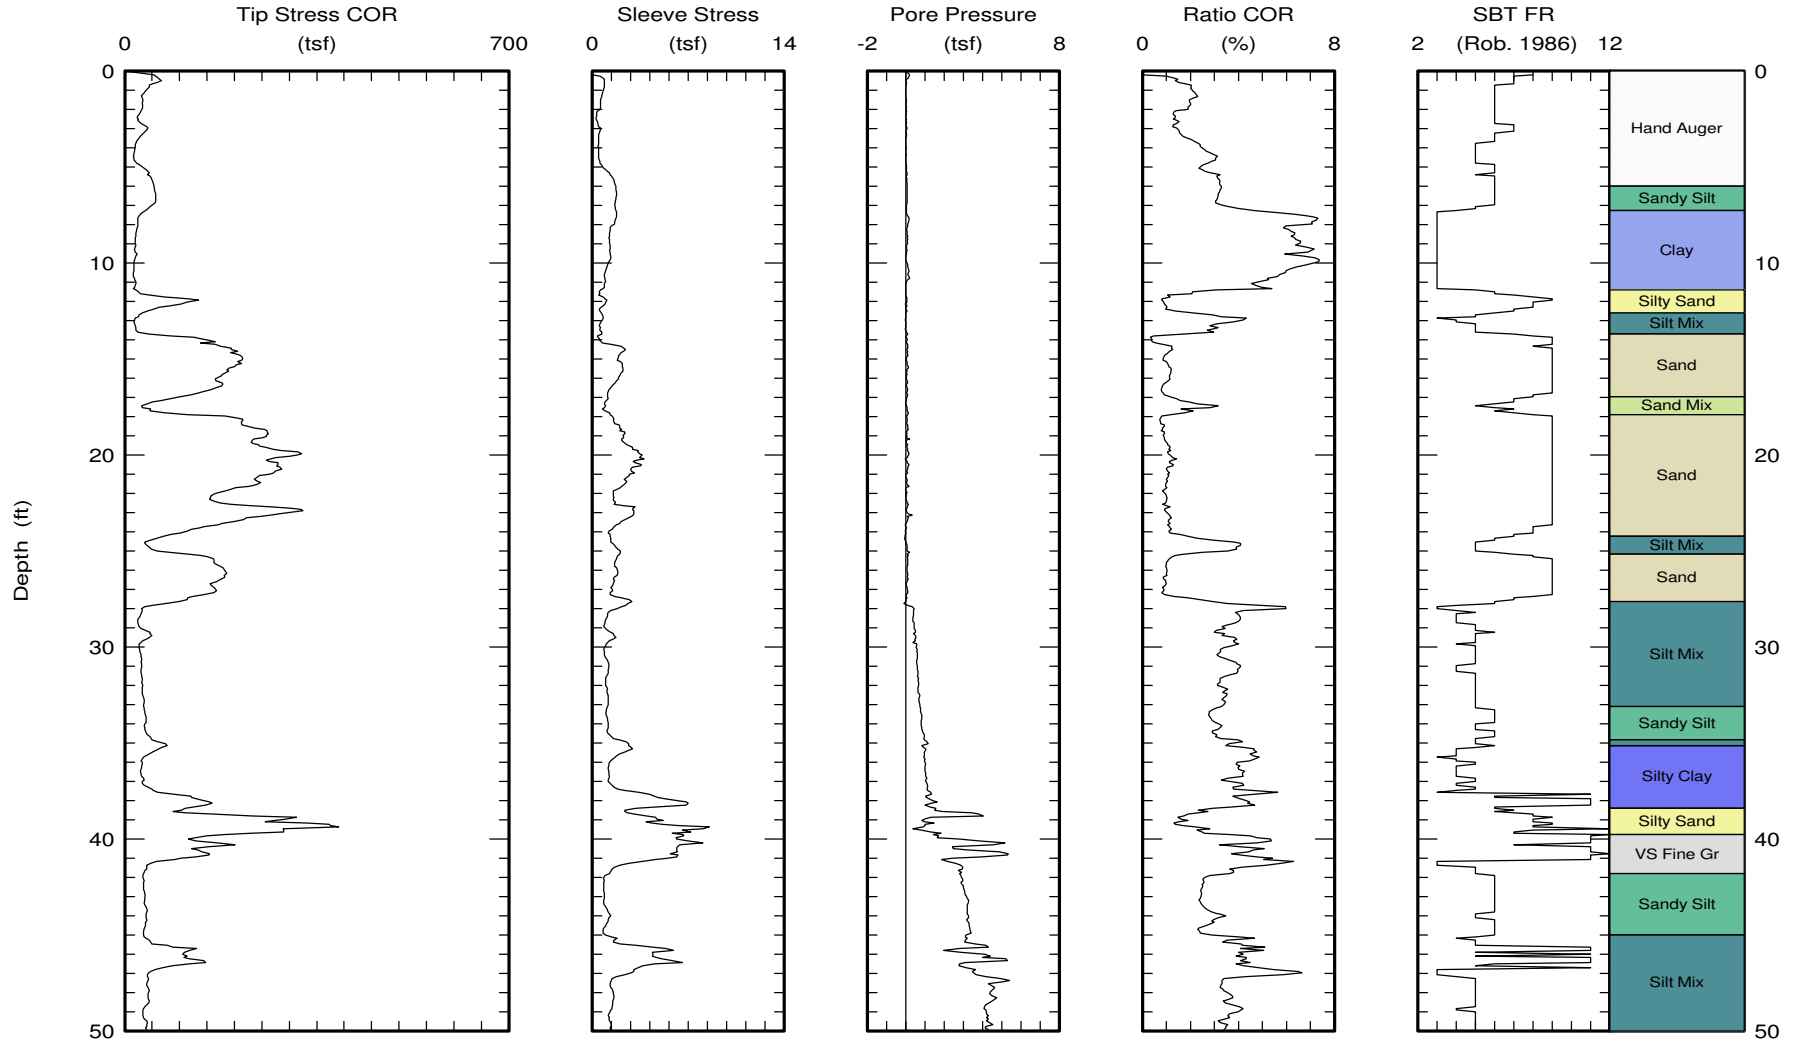 Tip Stress COR Sleeve Stress Pore Pressure Ratio COR SBT FR
0 (tsf) 700 0 (tsf) 14 -2 (tsf) 8 0 (%) 8 2 (Rob. 1986) 12
0 0
Hand Auger
Sandy Silt
Clay
10 10
Silty Sand
Silt Mix
Sand
Sand Mix
20 20
Sand
Silt Mix
Sand
Depth (ft)
30 Silt Mix 30
Sandy Silt
Silty Clay
Silty Sand
40 40
VS Fine Gr
Sandy Silt
Silt Mix
50 50